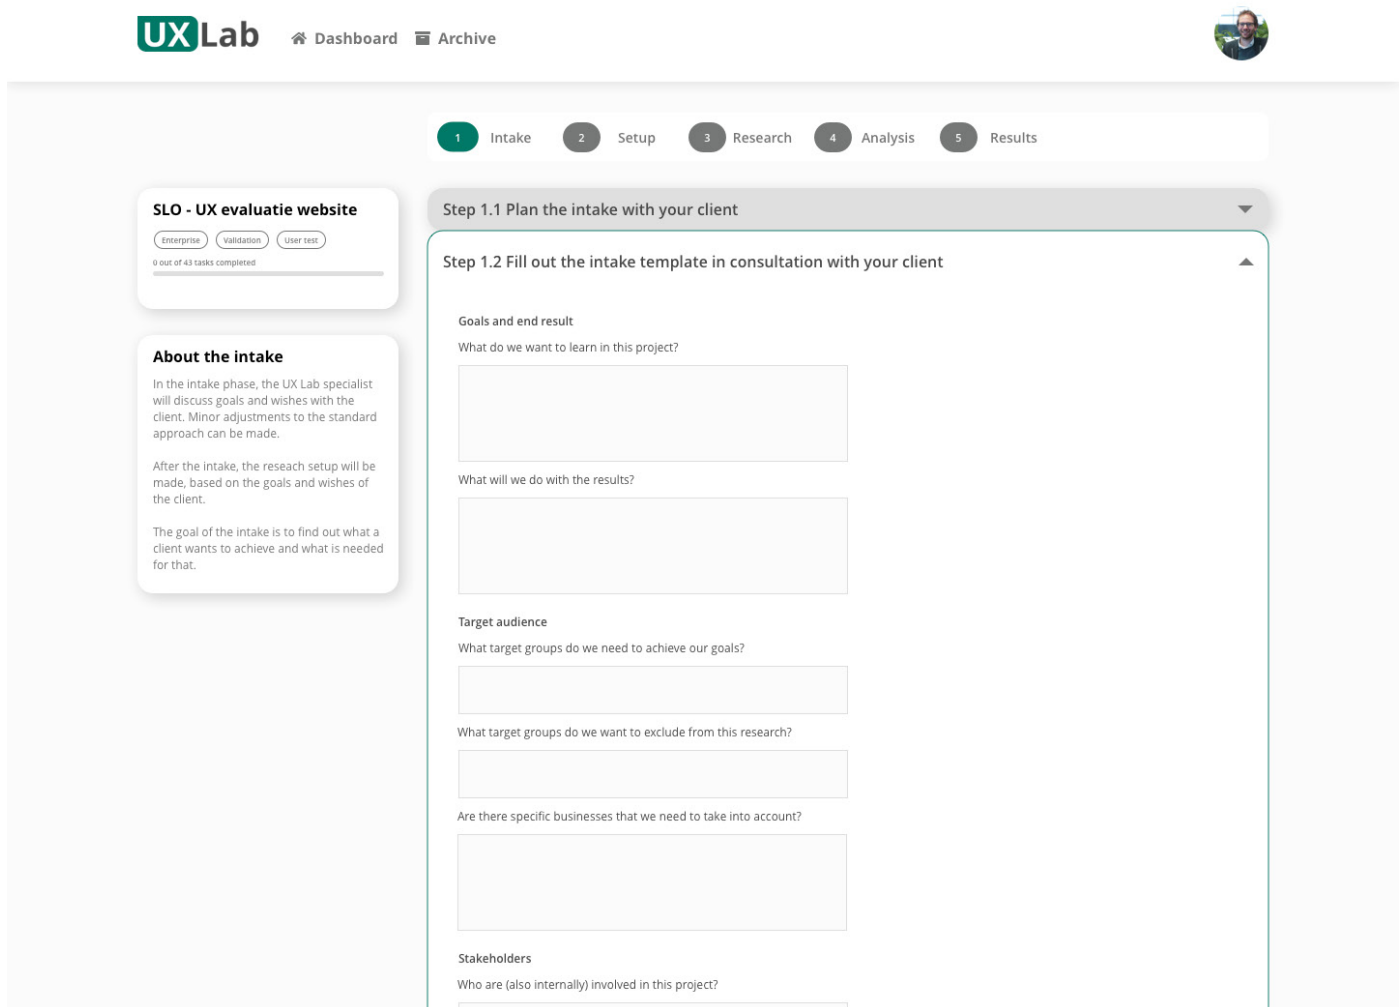 UXLab
Dashboard
Archive
1 Intake
2 Setup
3 Research
4 Analysis
5 Results
SLO - UX evaluatie website
Enterprise
Validation
User test
0 out of 43 tasks completed
About the intake
In the intake phase, the UX Lab specialist
will discuss goals and wishes with the
client. Minor adjustments to the standard
approach can be made.
After the intake, the reseach setup will be
made, based on the goals and wishes of
the client.
The goal of the intake is to find out what a
client wants to achieve and what is needed
for that.
Step 1.1 Plan the intake with your client
Step 1.2 Fill out the intake template in consultation with your client
Goals and end result
What do we want to learn in this project?
What will we do with the results?
Target audience
What target groups do we need to achieve our goals?
What target groups do we want to exclude from this research?
Are there specific businesses that we need to take into account?
Stakeholders
Who are (also internally) involved in this project?